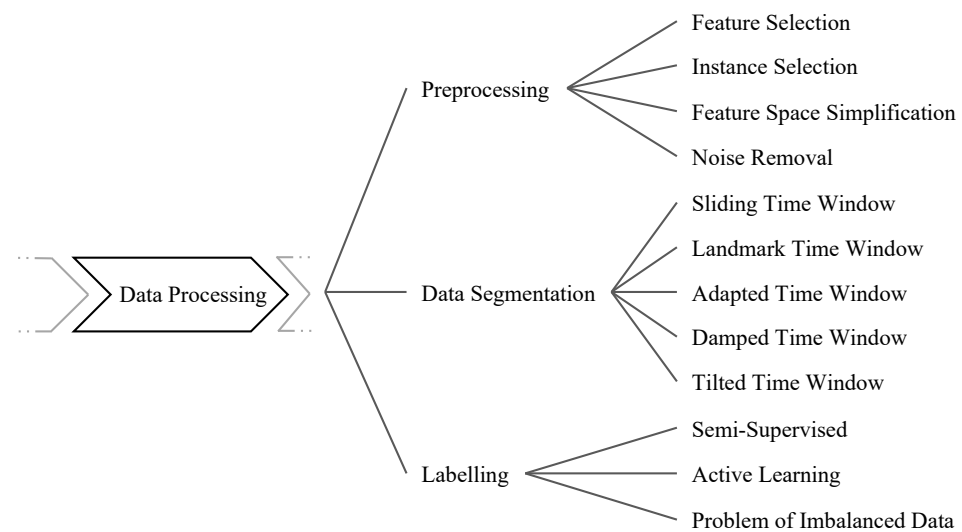 Data Processing
Preprocessing
Feature Selection
Instance Selection
Feature Space Simplification
Noise Removal
Data Segmentation
Sliding Time Window
Landmark Time Window
Adapted Time Window
Damped Time Window
Tilted Time Window
Labelling
Semi-Supervised
Active Learning
Problem of Imbalanced Data